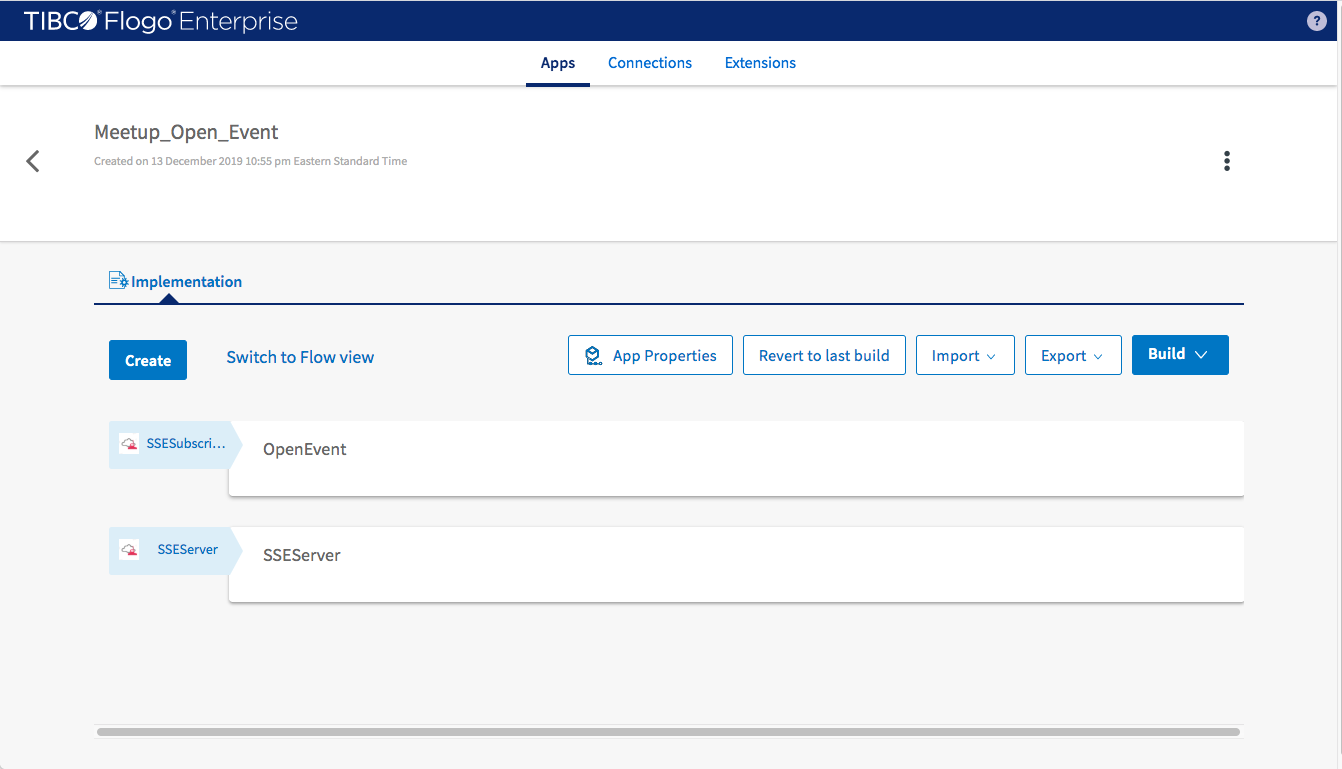 TIBCO® Flogo® Enterprise
?
Apps Connections Extensions
Meetup_Open_Event
Created on 13 December 2019 10:55 pm Eastern Standard Time
Implementation
Create Switch to Flow view App Properties Revert to last build Import Export Build
SSESubscri... OpenEvent
SSEServer SSEServer